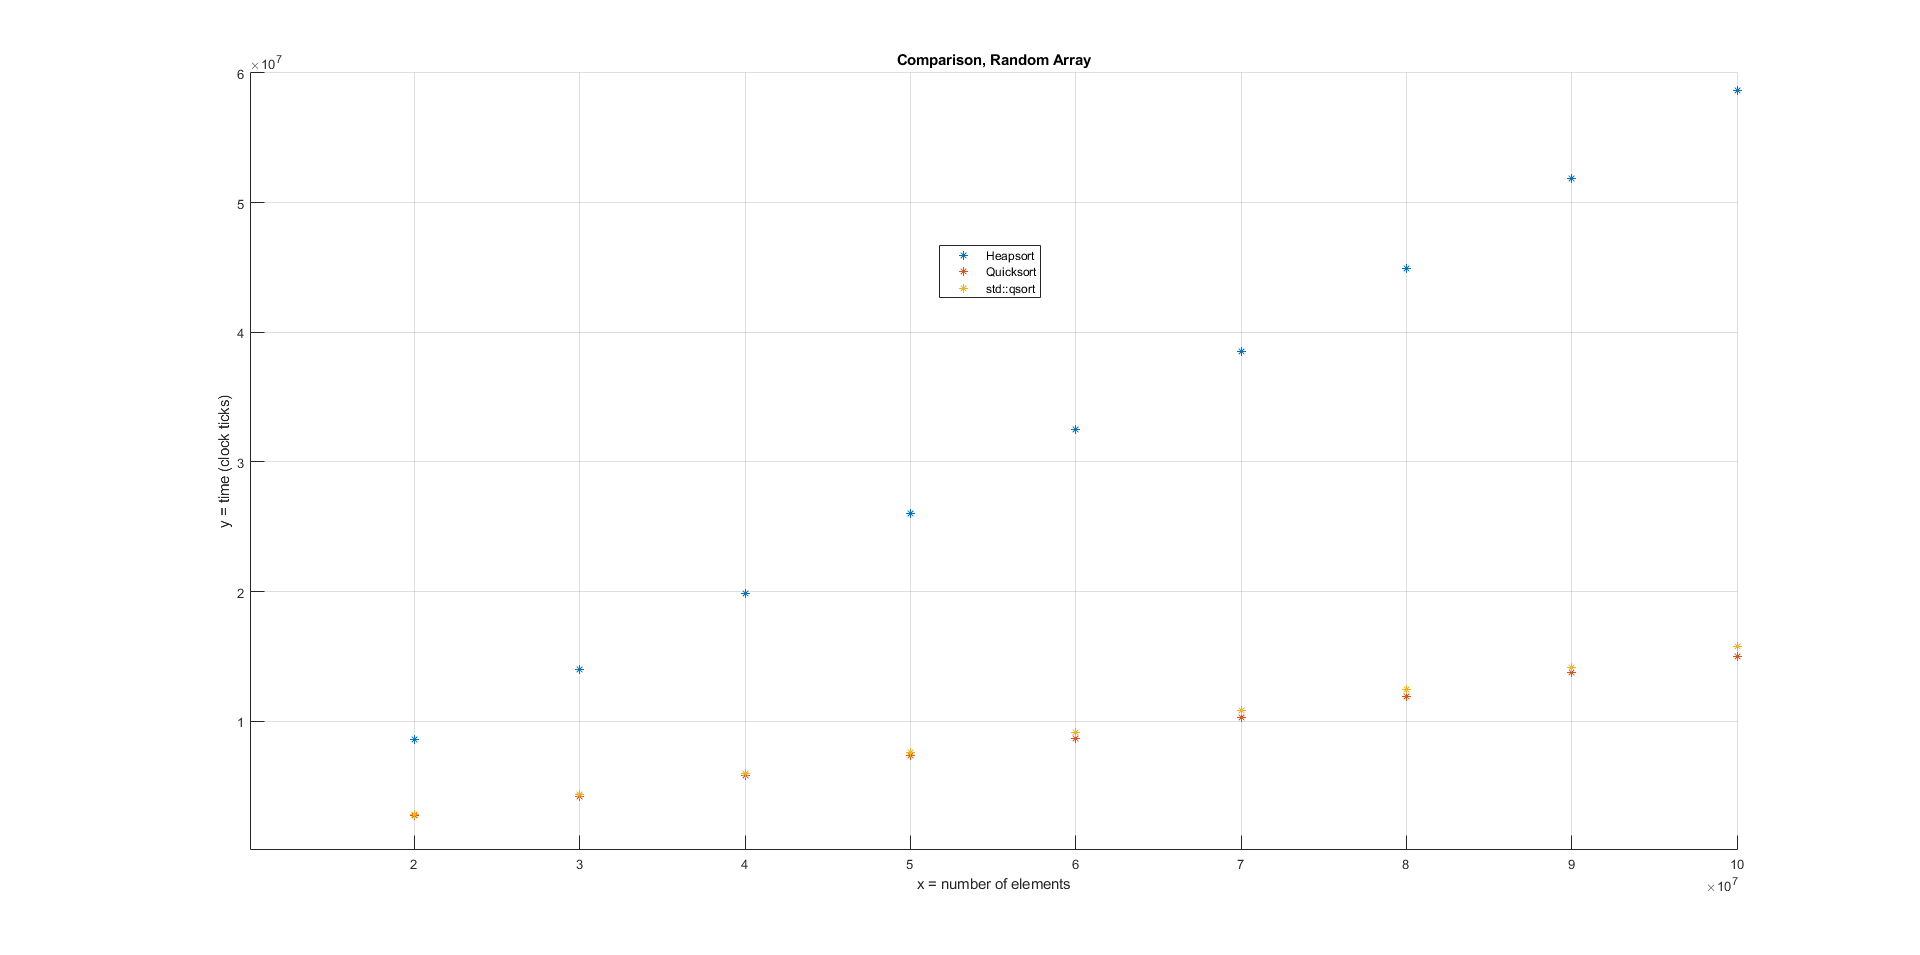 Comparison, Random Array
×10^7
6
5
4
3
2
1
y = time (clock ticks)
Heapsort
Quicksort
std::qsort
2 3 4 5 6 7 8 9 10
x = number of elements
×10^7